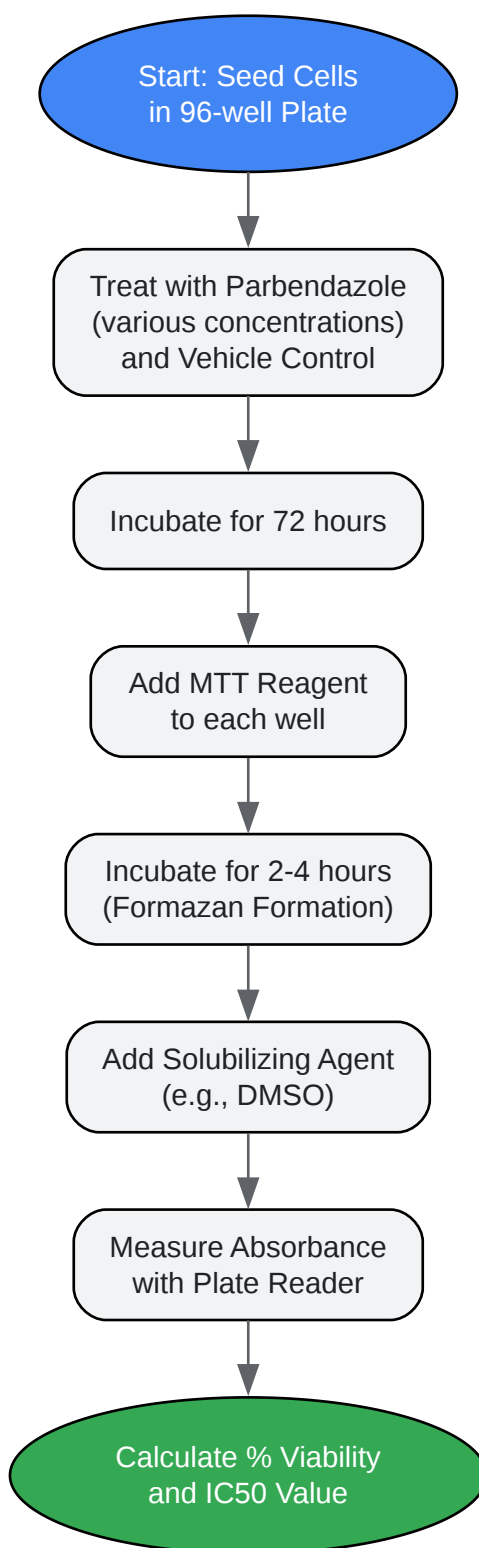 Start: Seed Cells
in 96-well Plate
Treat with Parbendazole
(various concentrations)
and Vehicle Control
Incubate for 72 hours
Add MTT Reagent
to each well
Incubate for 2-4 hours
(Formazan Formation)
Add Solubilizing Agent
(e.g., DMSO)
Measure Absorbance
with Plate Reader
Calculate % Viability
and IC50 Value